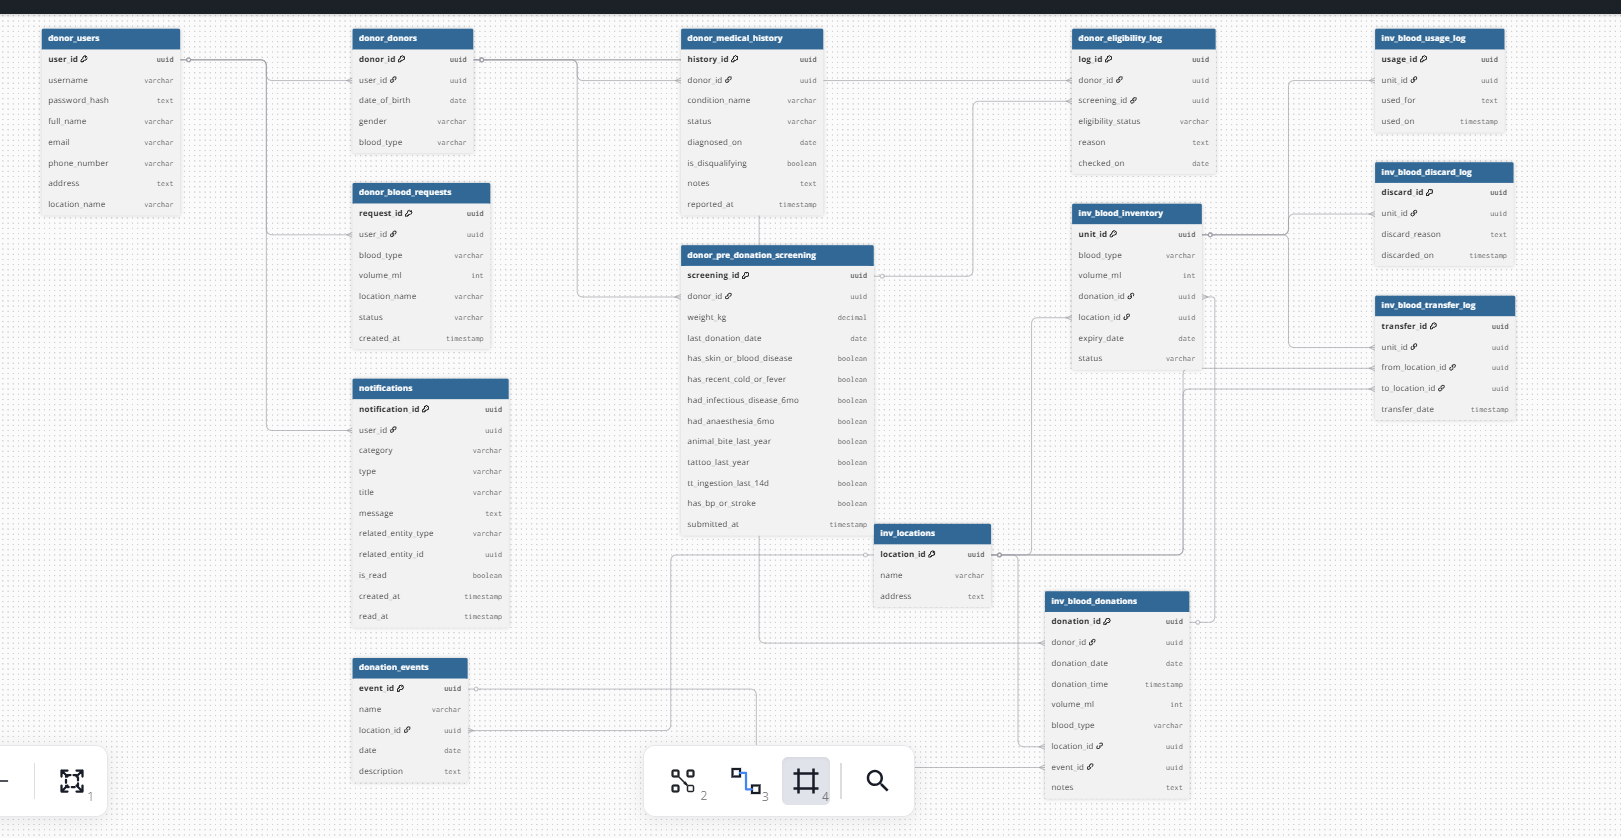 donor_users
user_id uuid
username varchar
password_hash text
full_name varchar
email varchar
phone_number varchar
address text
location_name varchar
donor_donors
donor_id uuid
user_id uuid
date_of_birth date
gender varchar
blood_type varchar
donor_blood_requests
request_id uuid
user_id uuid
blood_type varchar
volume_ml int
location_name varchar
status varchar
created_at timestamp
notifications
notification_id uuid
user_id uuid
category varchar
type varchar
title varchar
message text
related_entity_type varchar
related_entity_id uuid
is_read boolean
created_at timestamp
read_at timestamp
donation_events
event_id uuid
name varchar
location_id uuid
date date
description text
donor_medical_history
history_id uuid
donor_id uuid
condition_name varchar
status varchar
diagnosed_on date
is_disqualifying boolean
notes text
reported_at timestamp
donor_pre_donation_screening
screening_id uuid
donor_id uuid
weight_kg decimal
last_donation_date date
has_skin_or_blood_disease boolean
has_recent_cold_or_fever boolean
had_infectious_disease_6mo boolean
had_anaesthesia_6mo boolean
animal_bite_last_year boolean
tattoo_last_year boolean
tt_ingestion_last_14d boolean
has_bp_or_stroke boolean
submitted_at timestamp
inv_locations
location_id uuid
name varchar
address text
donor_eligibility_log
log_id uuid
donor_id uuid
screening_id uuid
eligibility_status varchar
reason text
checked_on date
inv_blood_inventory
unit_id uuid
blood_type varchar
volume_ml int
donation_id uuid
location_id uuid
expiry_date date
status varchar
inv_blood_donations
donation_id uuid
donor_id uuid
donation_date date
donation_time timestamp
volume_ml int
blood_type varchar
location_id uuid
event_id uuid
notes text
inv_blood_usage_log
usage_id uuid
unit_id uuid
used_for text
used_on timestamp
inv_blood_discard_log
discard_id uuid
unit_id uuid
discard_reason text
discarded_on timestamp
inv_blood_transfer_log
transfer_id uuid
unit_id uuid
from_location_id uuid
to_location_id uuid
transfer_date timestamp
1
2
3
4